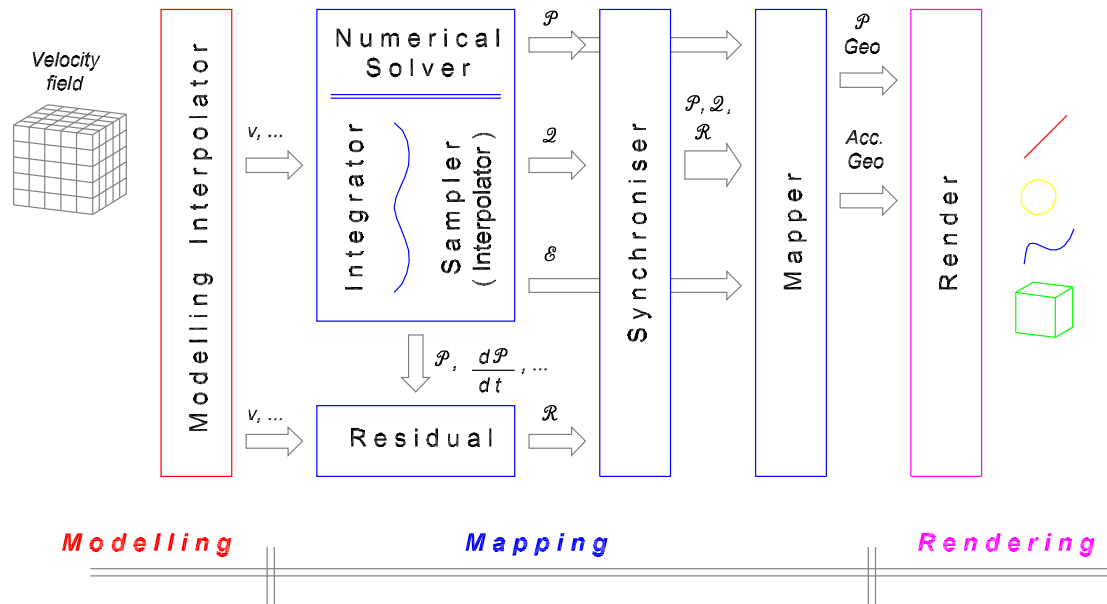 Velocity
field
Modelling Interpolator
v, ...
v, ...
Numerical
Solver
Integrator
Sampler
( Interpolator )
𝒫
𝒬
ℰ
𝒫, d𝒫/dt, ...
Residual
ℛ
Synchroniser
𝒫, 𝒬,
ℛ
Mapper
𝒫
Geo
Acc.
Geo
Render
Modelling
Mapping
Rendering